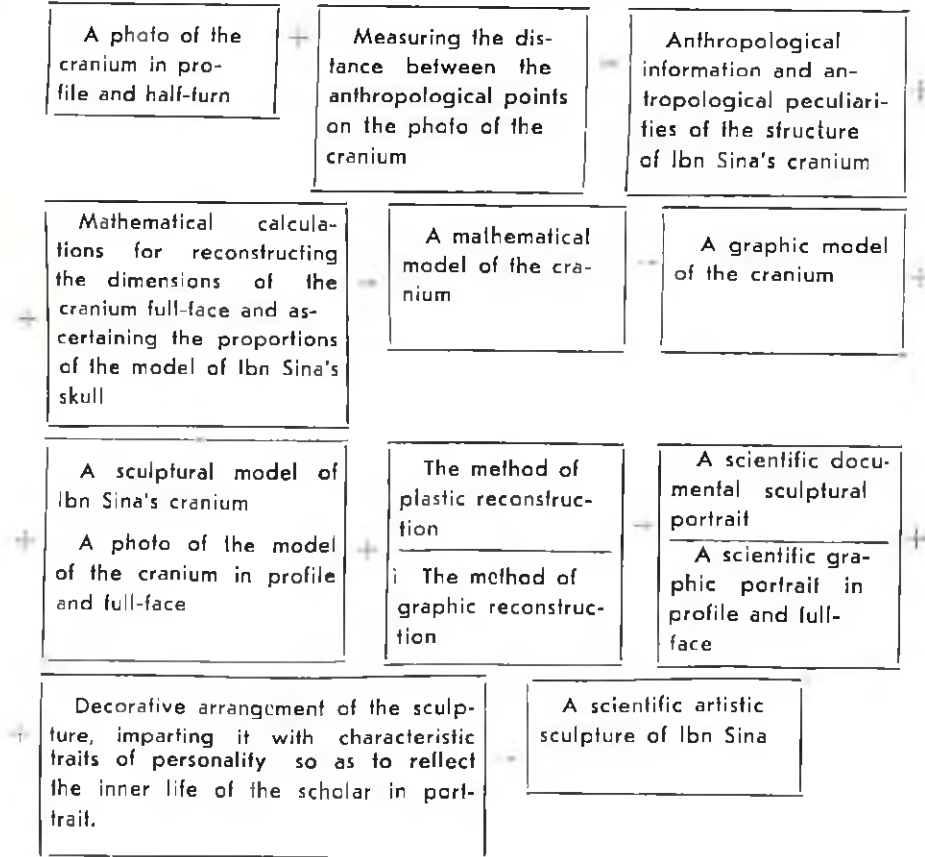 A photo of the
cranium in pro-
file and half-turn
+
Measuring the dis-
tance between the
anthropological points
on the photo of the
cranium
Anthropological
information and an-
tropological peculiari-
ties of the structure
of Ibn Sina's cranium
+
+
Mathematical calcula-
tions for reconstructing
the dimensions of the
cranium full-face and as-
certaining the proportions
of the model of Ibn Sina's
skull
A mathematical
model of the cra-
nium
A graphic model
of the cranium
+
+
A sculptural model of
Ibn Sina's cranium
A photo of the model
of the cranium in profile
and full-face
+
The method of
plastic reconstruc-
tion
The method of
graphic reconstruc-
tion
A scientific docu-
mental sculptural
portrait
A scientific gra-
phic portrait in
profile and full-
face
+
+
Decorative arrangement of the sculp-
ture, imparting it with characteristic
traits of personality so as to reflect
the inner life of the scholar in port-
trait.
A scientific artistic
sculpture of Ibn Sina